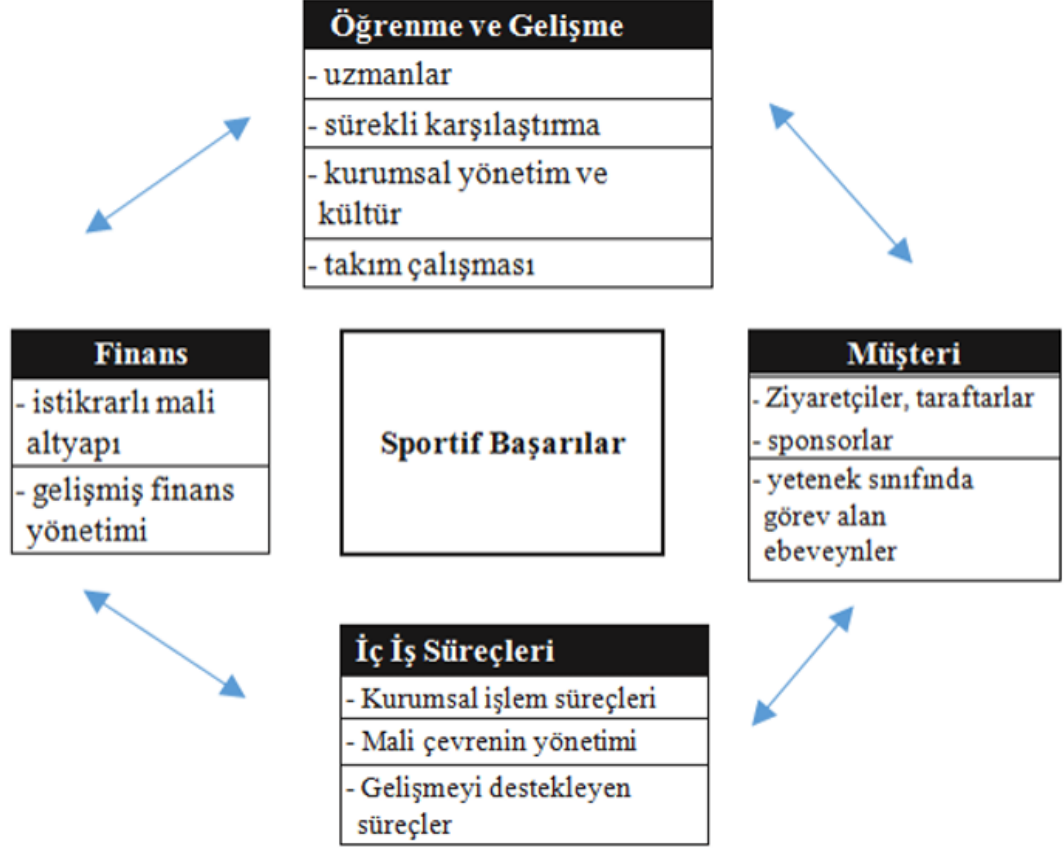 Öğrenme ve Gelişme
- uzmanlar
- sürekli karşılaştırma
- kurumsal yönetim ve
kültür
- takım çalışması
Finans
- istikrarlı mali
altyapı
- gelişmiş finans
yönetimi
Sportif Başarılar
Müşteri
- Ziyaretçiler, taraftarlar
- sponsorlar
- yetenek sınıfında
görev alan
ebeveynler
İç İş Süreçleri
- Kurumsal işlem süreçleri
- Mali çevrenin yönetimi
- Gelişmeyi destekleyen
süreçler